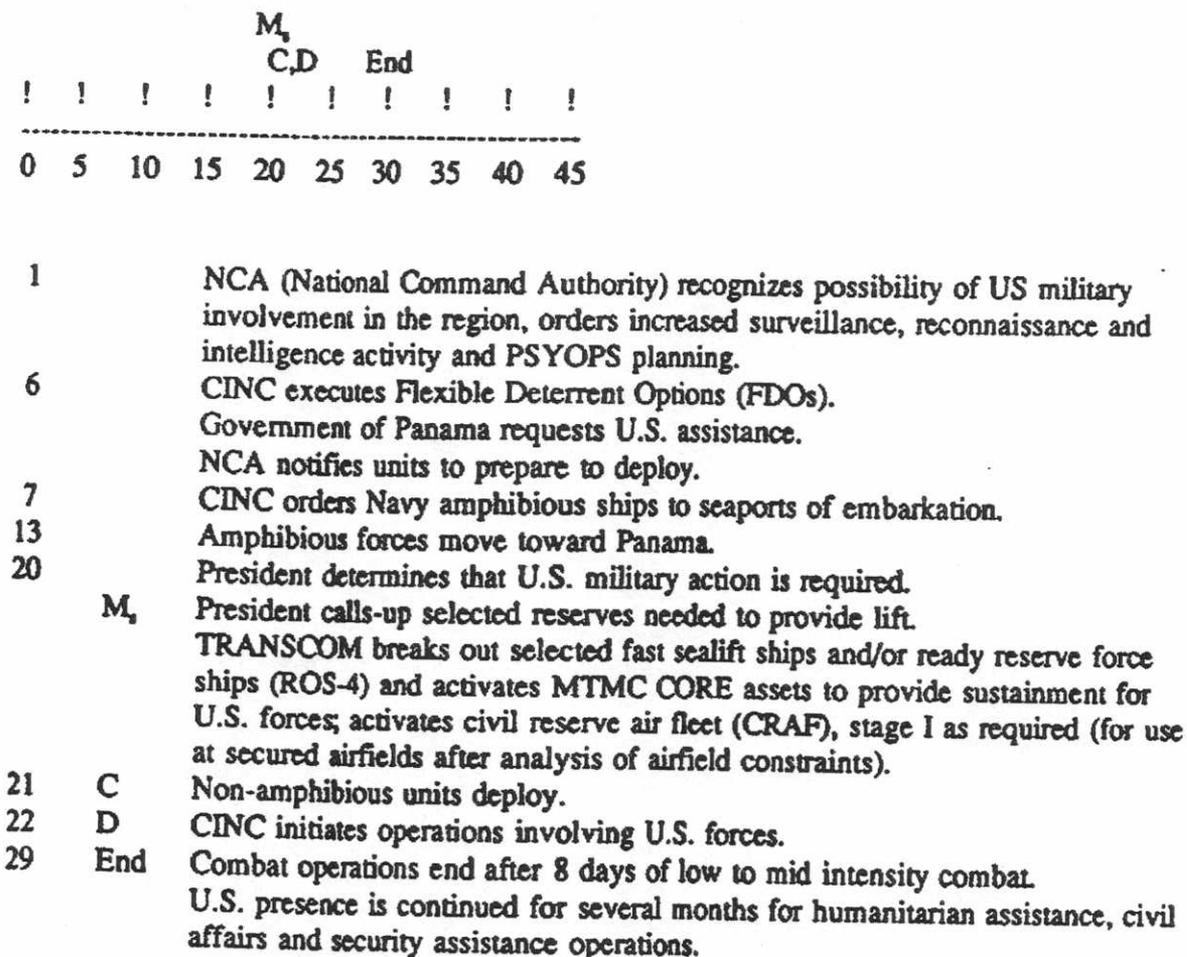 Mₛ
C,D End
! ! ! ! ! ! ! ! ! !
0 5 10 15 20 25 30 35 40 45
1 NCA (National Command Authority) recognizes possibility of US military
involvement in the region, orders increased surveillance, reconnaissance and
intelligence activity and PSYOPS planning.
6 CINC executes Flexible Deterrent Options (FDOs).
Government of Panama requests U.S. assistance.
NCA notifies units to prepare to deploy.
7 CINC orders Navy amphibious ships to seaports of embarkation.
13 Amphibious forces move toward Panama.
20 President determines that U.S. military action is required.
Mₛ President calls-up selected reserves needed to provide lift.
TRANSCOM breaks out selected fast sealift ships and/or ready reserve force
ships (ROS-4) and activates MTMC CORE assets to provide sustainment for
U.S. forces; activates civil reserve air fleet (CRAF), stage I as required (for use
at secured airfields after analysis of airfield constraints).
21 C Non-amphibious units deploy.
22 D CINC initiates operations involving U.S. forces.
29 End Combat operations end after 8 days of low to mid intensity combat.
U.S. presence is continued for several months for humanitarian assistance, civil
affairs and security assistance operations.